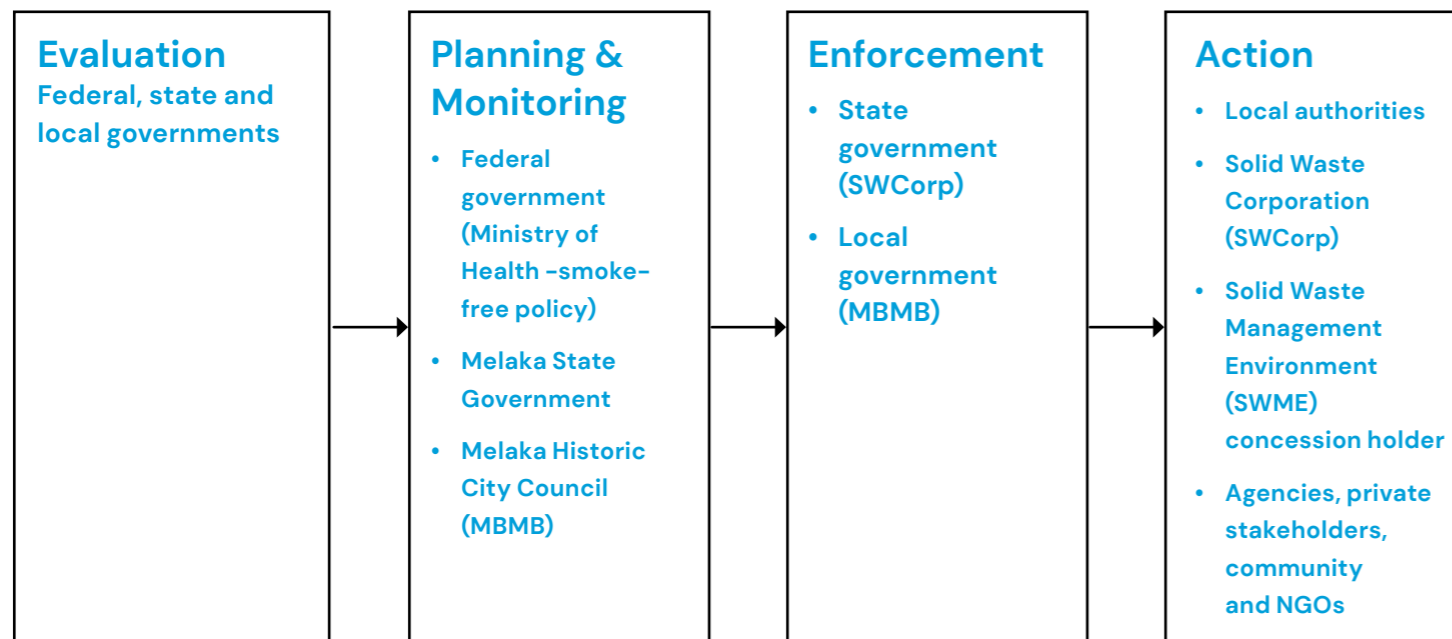 Evaluation
Federal, state and
local governments
Planning &
Monitoring
• Federal
government
(Ministry of
Health -smoke-
free policy)
• Melaka State
Government
• Melaka Historic
City Council
(MBMB)
Enforcement
• State
government
(SWCorp)
• Local
government
(MBMB)
Action
• Local authorities
• Solid Waste
Corporation
(SWCorp)
• Solid Waste
Management
Environment
(SWME)
concession holder
• Agencies, private
stakeholders,
community
and NGOs